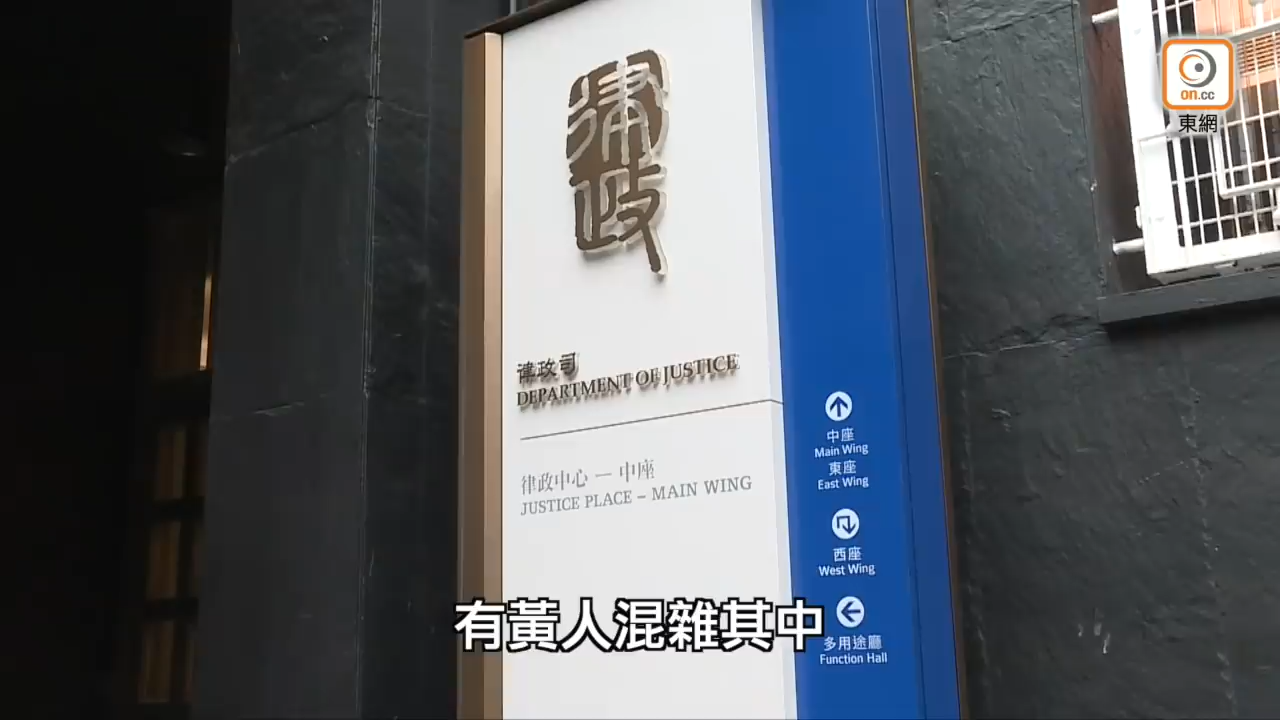 律政
律政司
DEPARTMENT OF JUSTICE
律政中心 — 中座
JUSTICE PLACE – MAIN WING
中座
Main Wing
東座
East Wing
西座
West Wing
多用途廳
Function Hall
on.cc
東網
有黃人混雜其中